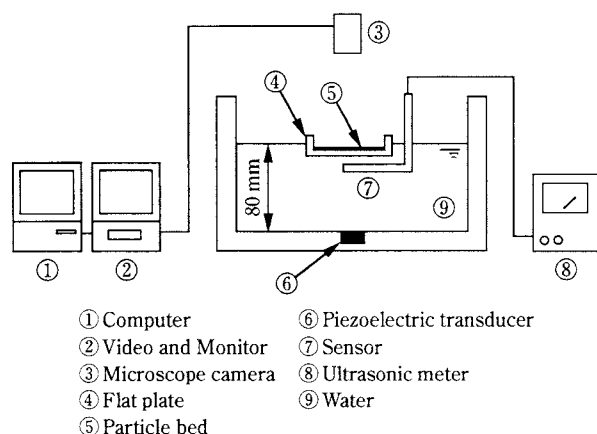 ③
④
⑤
80 mm
⑦
⑨
①
②
⑥
⑧
① Computer
② Video and Monitor
③ Microscope camera
④ Flat plate
⑤ Particle bed
⑥ Piezoelectric transducer
⑦ Sensor
⑧ Ultrasonic meter
⑨ Water